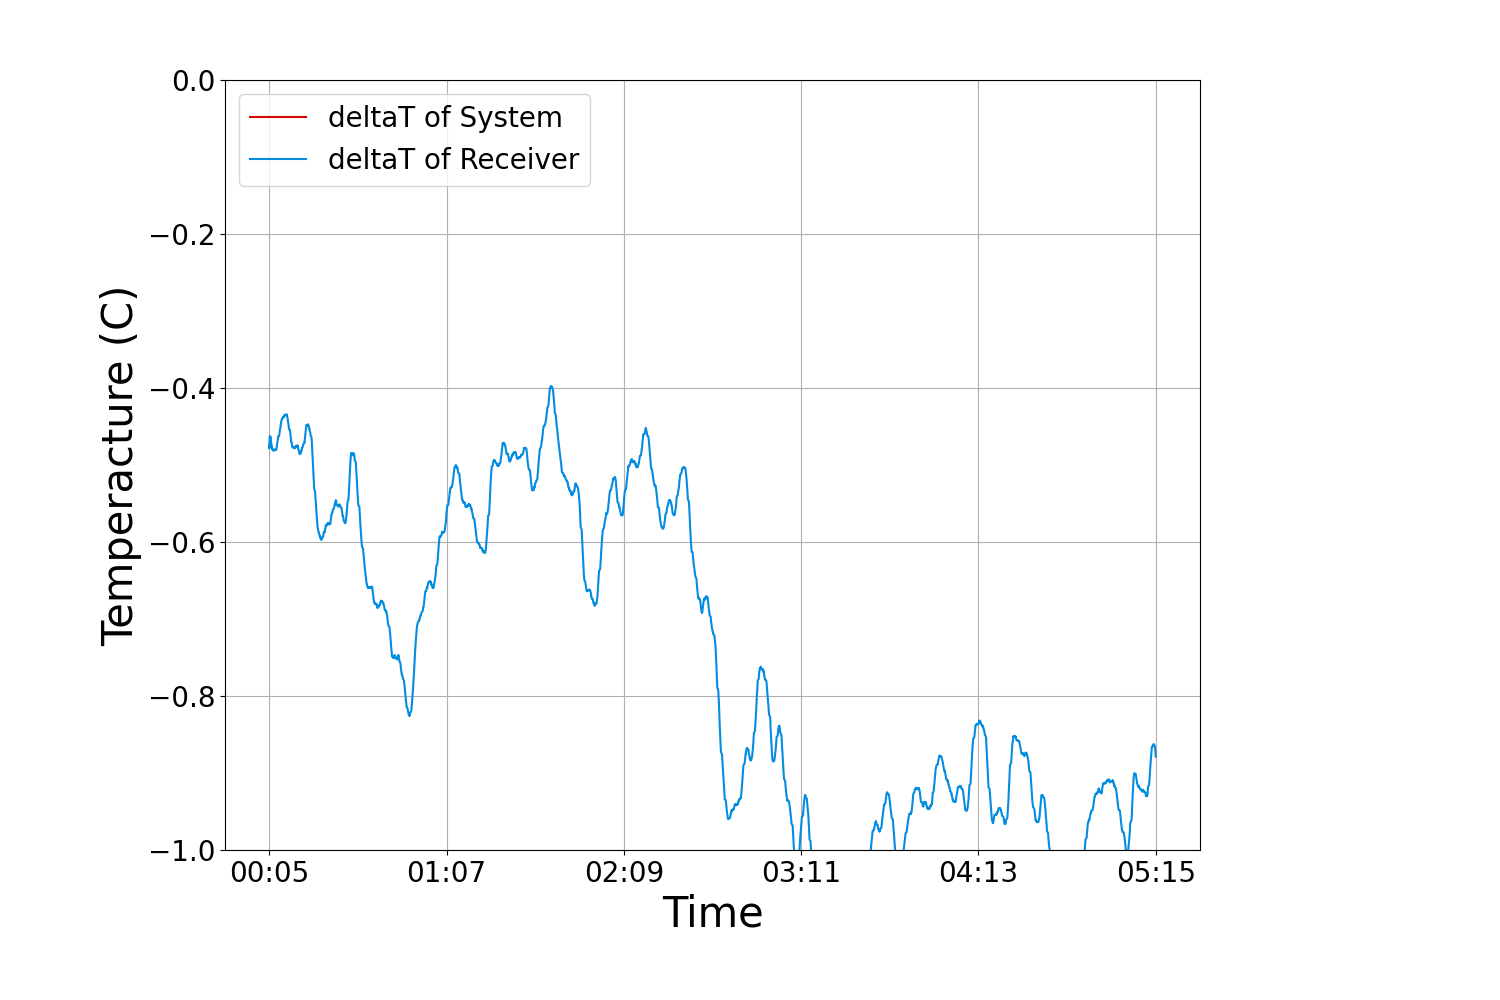 0.0
deltaT of System
deltaT of Receiver
−0.2
−0.4
−0.6
−0.8
−1.0
Temperacture (C)
00:05 01:07 02:09 03:11 04:13 05:15
Time